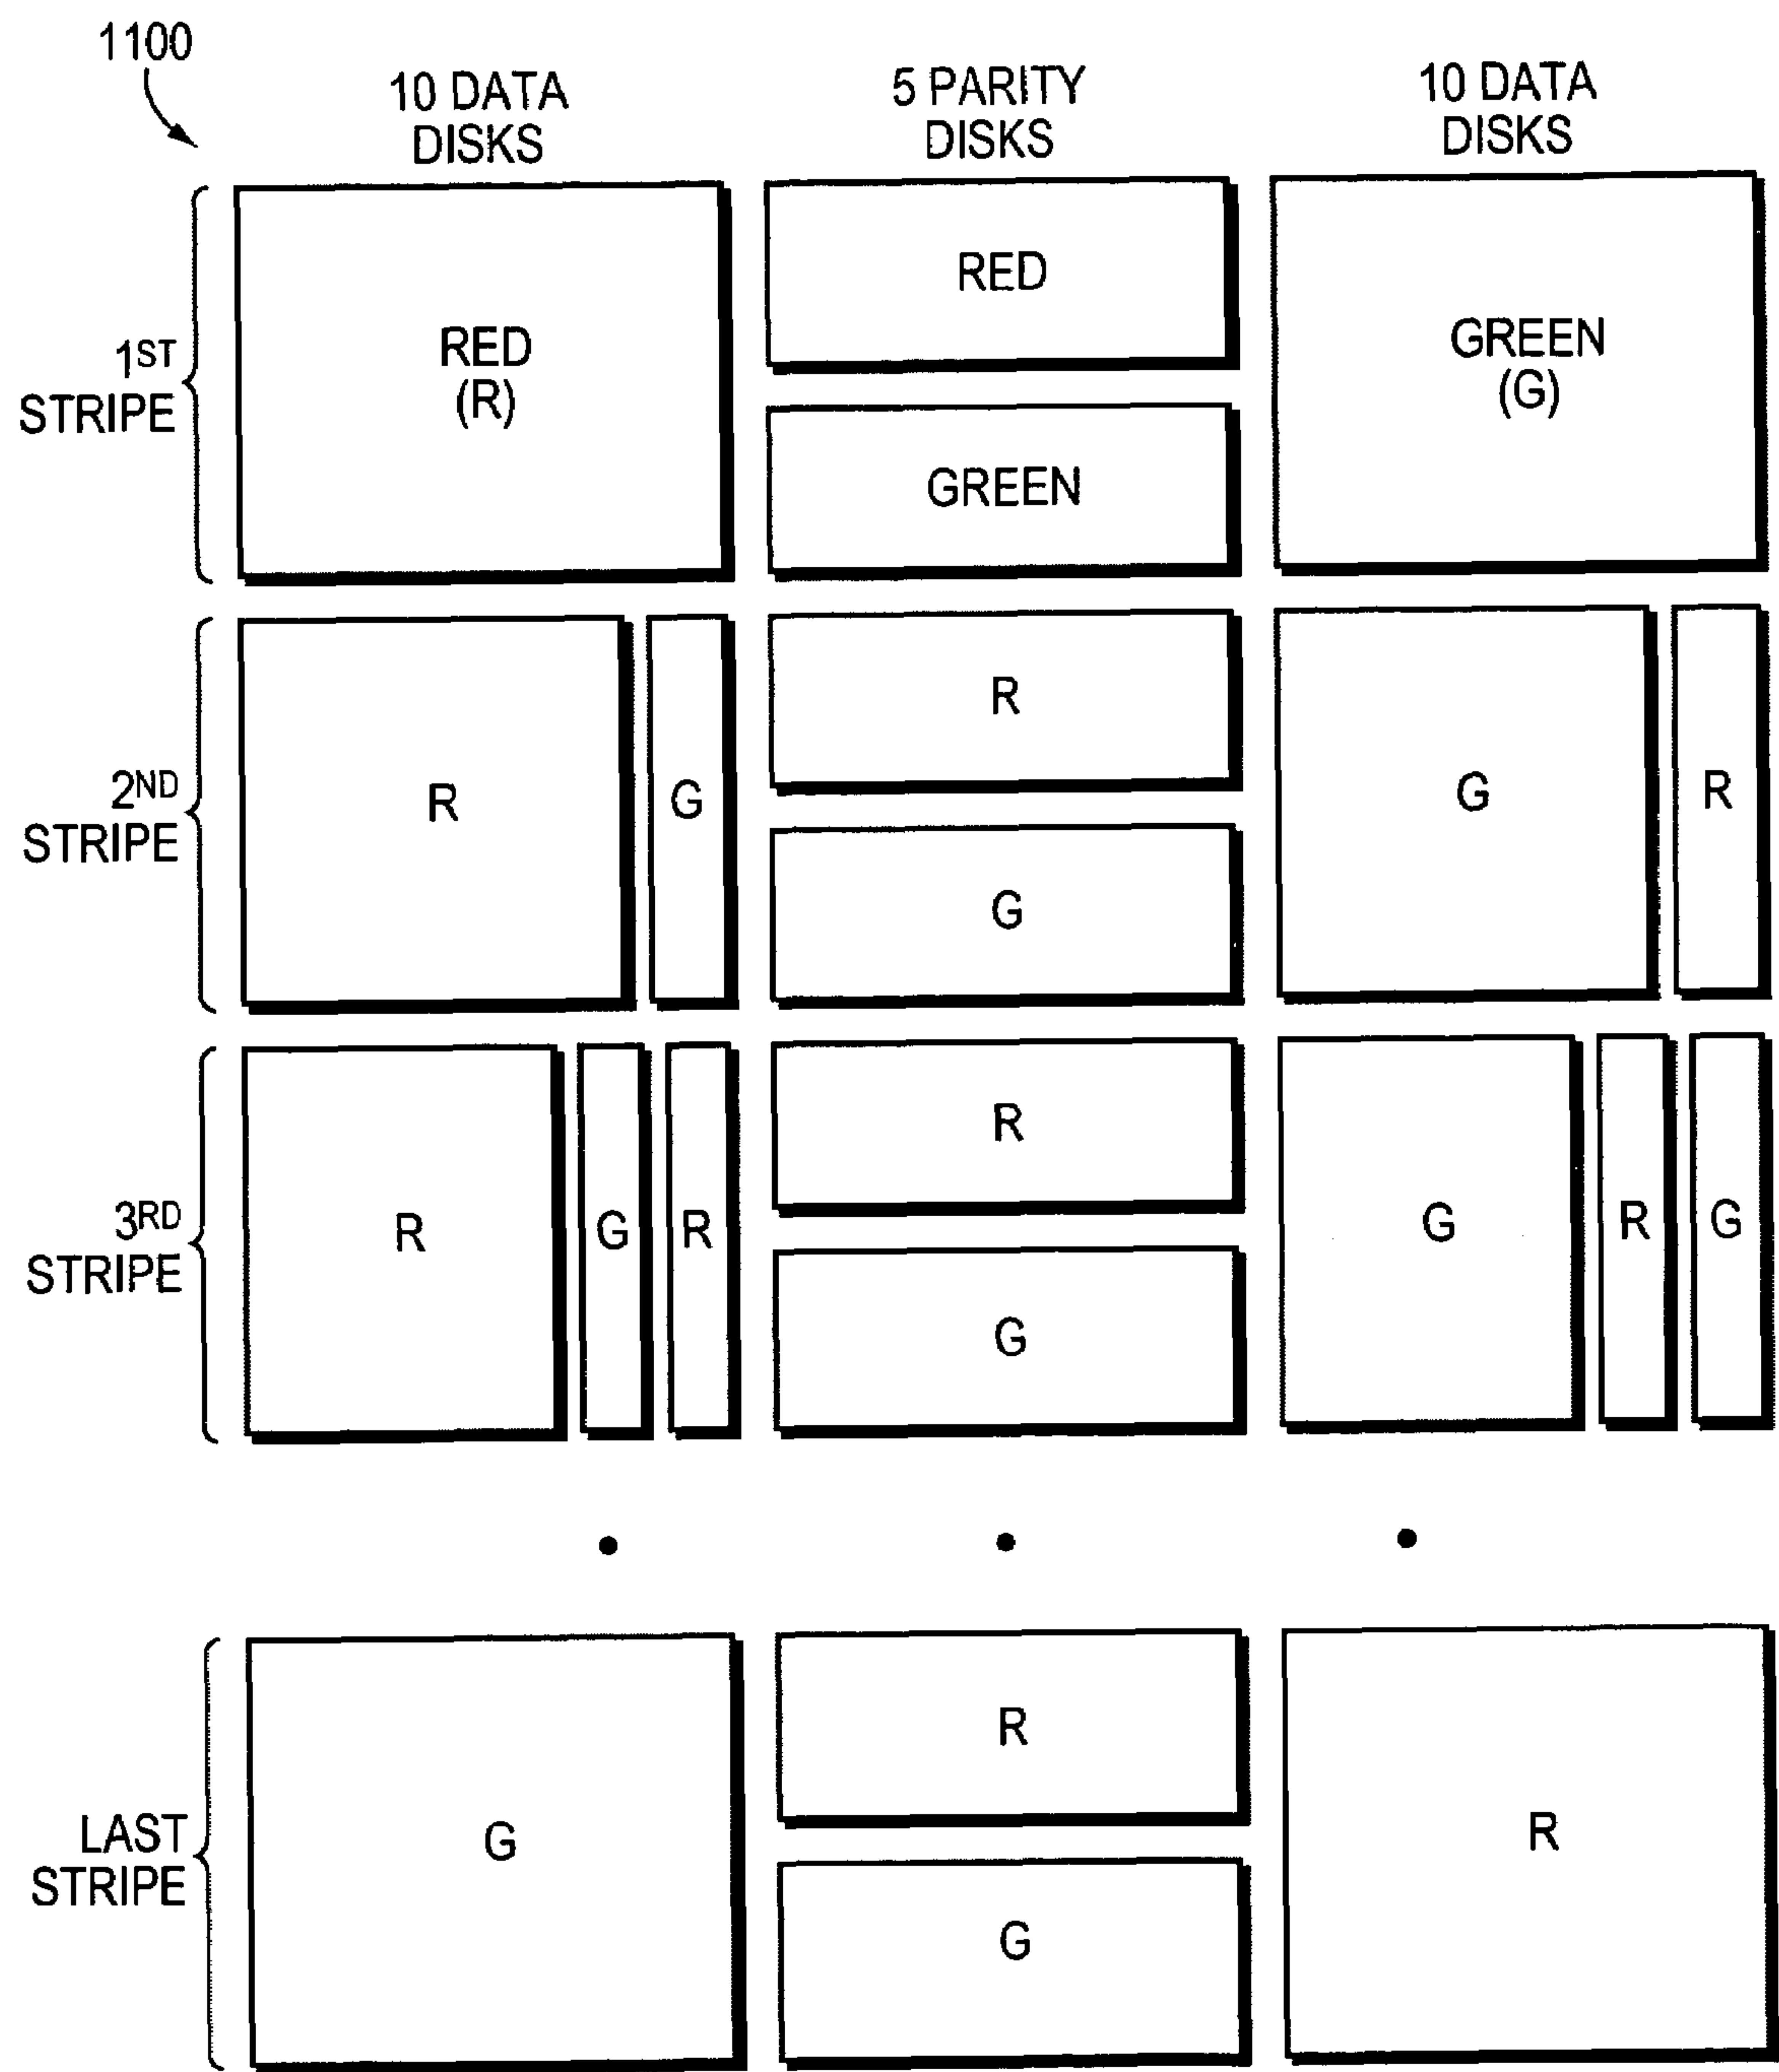 1100
10 DATA
DISKS
5 PARITY
DISKS
10 DATA
DISKS
1ST
STRIPE
RED
(R)
RED
GREEN
GREEN
(G)
2ND
STRIPE
R
G
R
G
G
R
3RD
STRIPE
R
G
R
R
G
G
R
G
LAST
STRIPE
G
R
G
R